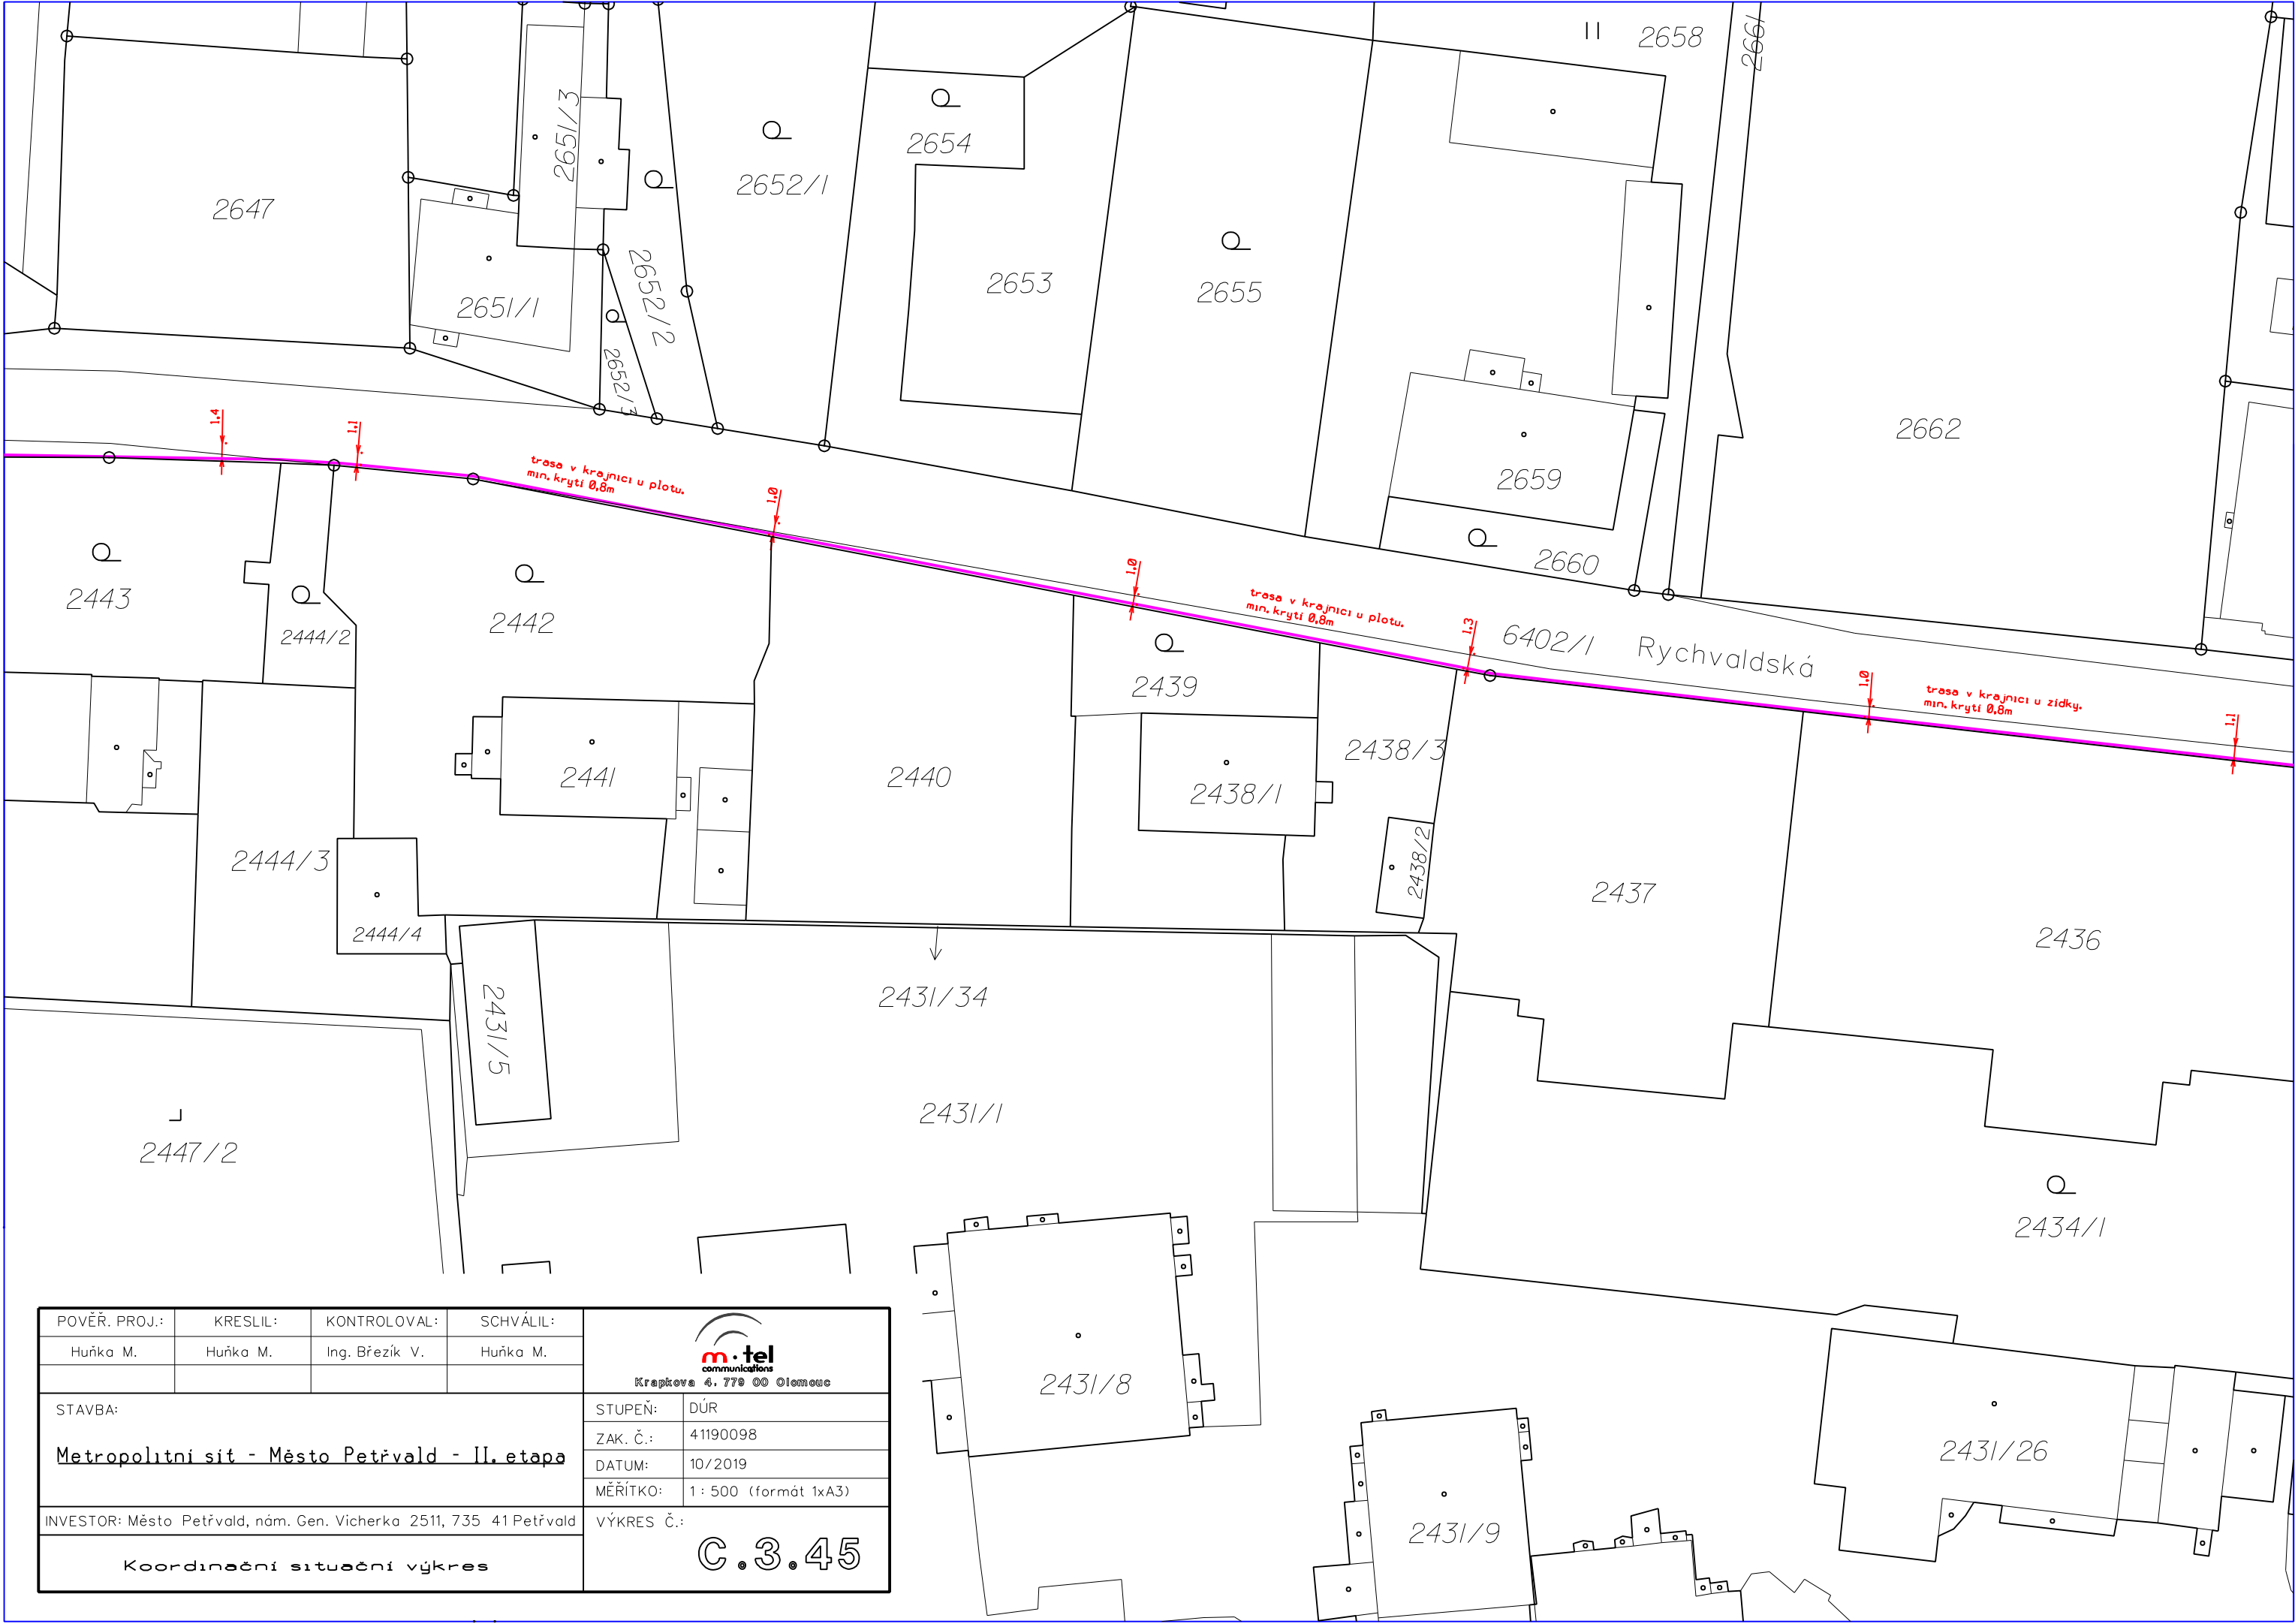 2658
2661
2651/3
2654
2652/1
2647
2653
2655
2651/1
2652/2
2652/3
1.4
1.1
2662
trasa v krajnici u plotu.
min. krytí 0,8m
2659
1.0
2660
2443
2444/2
2442
1.0
trasa v krajnici u plotu.
min. krytí 0,8m
1.3
6402/1
Rychvaldská
2439
1.0
trasa v krajnici u zídky.
min. krytí 0,8m
1.1
2441
2440
2438/1
2438/3
2438/2
2444/3
2437
2444/4
2436
2431/34
2431/5
2431/1
2447/2
2434/1
2431/8
2431/26
2431/9
POVĚŘ. PROJ.: KRESLIL: KONTROLOVAL: SCHVÁLIL:
Huňka M. Huňka M. Ing. Březík V. Huňka M.
m·tel
communications
Krapkova 4, 779 00 Olomouc
STAVBA:
Metropolitní síť - Město Petřvald - II. etapa
STUPEŇ: DÚR
ZAK. Č.: 41190098
DATUM: 10/2019
MĚŘÍTKO: 1 : 500 (formát 1xA3)
INVESTOR: Město Petřvald, nám. Gen. Vicherka 2511, 735 41 Petřvald
VÝKRES Č.:
C.3.45
Koordinační situační výkres